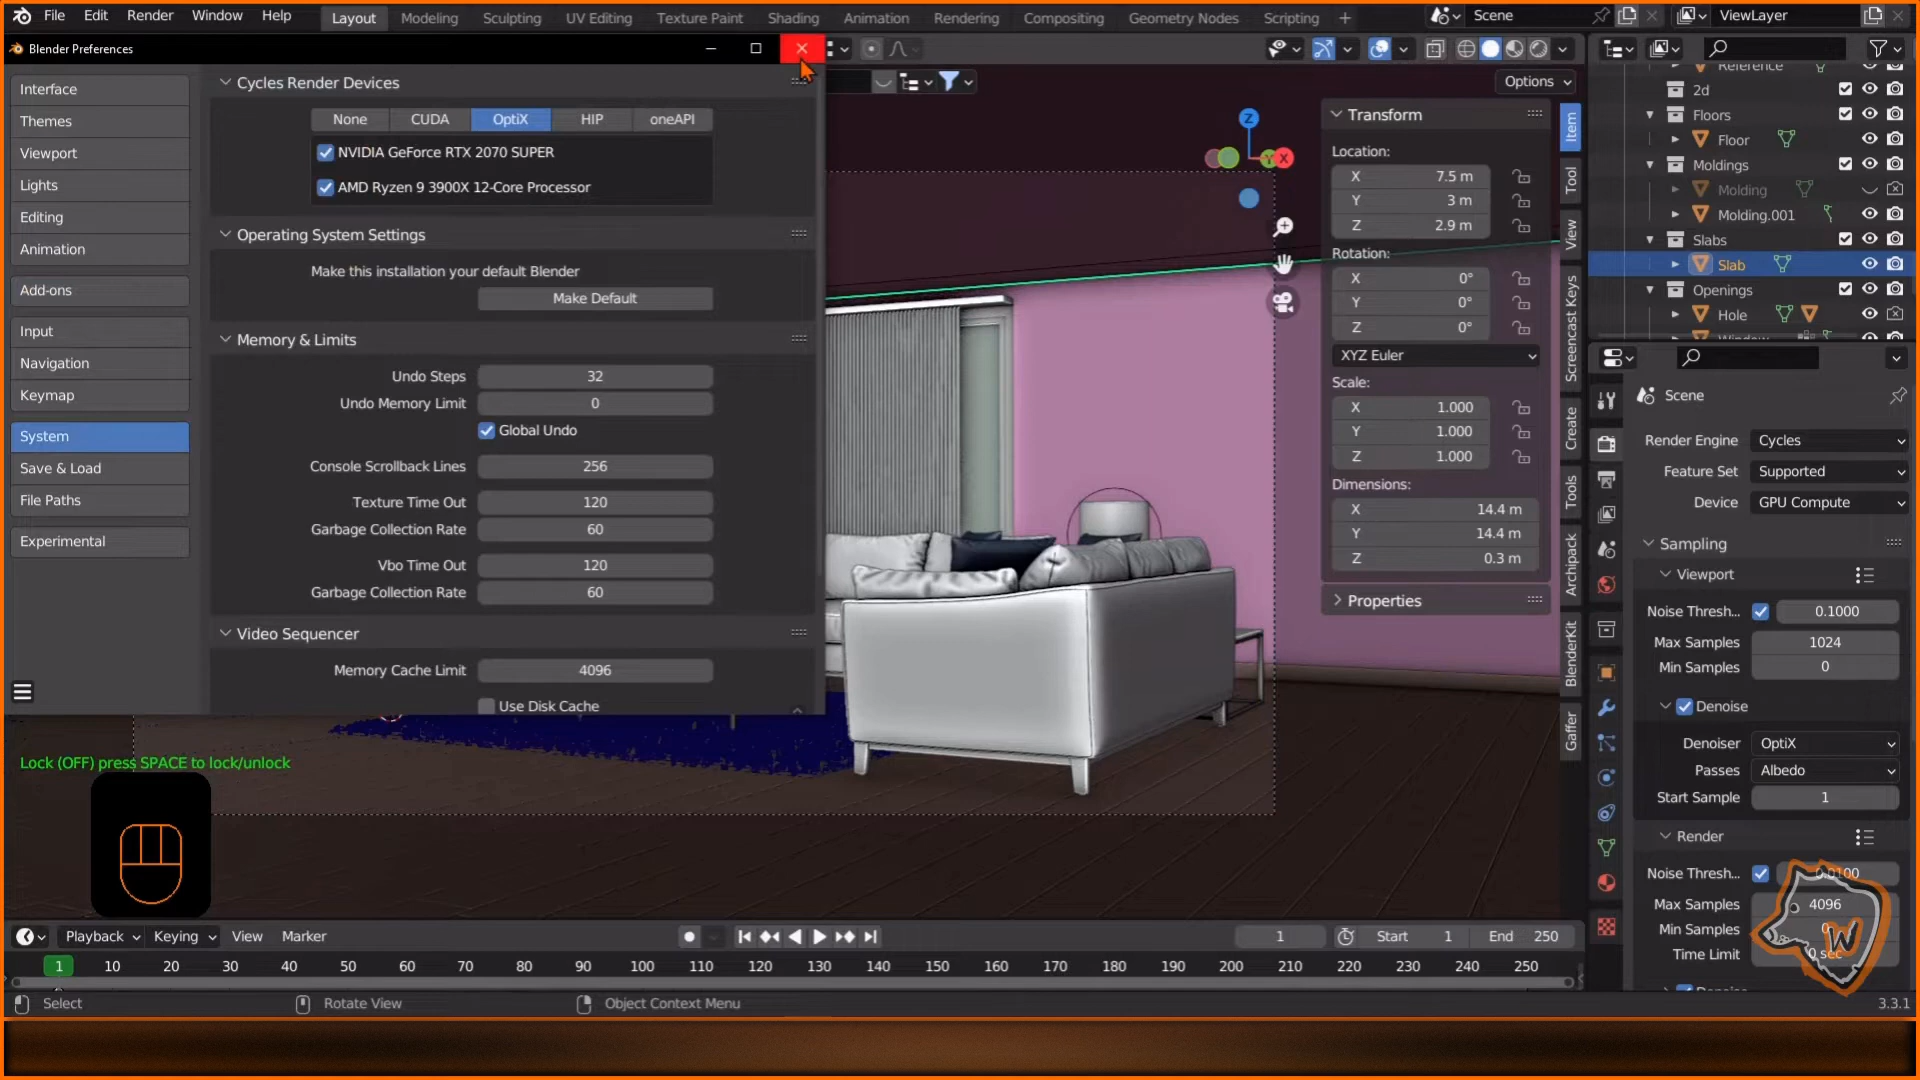 File Edit Render Window Help Layout Modeling Sculpting UV Editing Texture Paint Shading Animation Rendering Compositing Geometry Nodes Scripting + Scene ViewLayer
Blender Preferences
Options
Interface
Themes
Viewport
Lights
Editing
Animation
Add-ons
Input
Navigation
Keymap
System
Save & Load
File Paths
Experimental
Cycles Render Devices
None CUDA OptiX HIP oneAPI
NVIDIA GeForce RTX 2070 SUPER
AMD Ryzen 9 3900X 12-Core Processor
Operating System Settings
Make this installation your default Blender
Make Default
Memory & Limits
Undo Steps 32
Undo Memory Limit 0
Global Undo
Console Scrollback Lines 256
Texture Time Out 120
Garbage Collection Rate 60
Vbo Time Out 120
Garbage Collection Rate 60
Video Sequencer
Memory Cache Limit 4096
Use Disk Cache
Lock (OFF) press SPACE to lock/unlock
Z
Y X
Transform
Location:
X 7.5 m
Y 3 m
Z 2.9 m
Rotation:
X 0°
Y 0°
Z 0°
XYZ Euler
Scale:
X 1.000
Y 1.000
Z 1.000
Dimensions:
X 14.4 m
Y 14.4 m
Z 0.3 m
Properties
Item
Tool
View
Screencast Keys
Create
Tools
Archipack
BlenderKit
Gaffer
Reference
2d
Floors
Floor
Moldings
Molding
Molding.001
Slabs
Slab
Openings
Hole
Window
Scene
Render Engine Cycles
Feature Set Supported
Device GPU Compute
Sampling
Viewport
Noise Thresh... 0.1000
Max Samples 1024
Min Samples 0
Denoise
Denoiser OptiX
Passes Albedo
Start Sample 1
Render
Noise Thresh... 0.0100
Max Samples 4096
Min Samples 0
Time Limit 0 sec
W
Denoise
Playback Keying View Marker 1 Start 1 End 250
1 10 20 30 40 50 60 70 80 90 100 110 120 130 140 150 160 170 180 190 200 210 220 230 240 250
Select Rotate View Object Context Menu 3.3.1